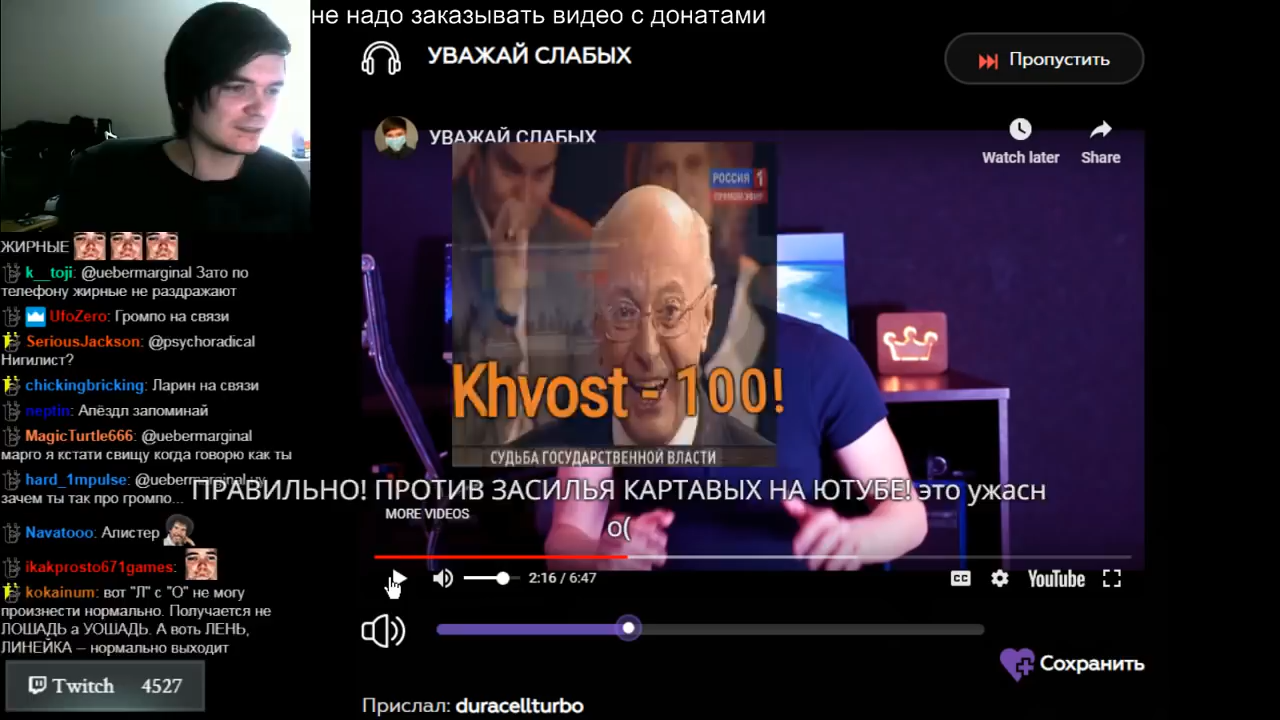 не надо заказывать видео с донатами
УВАЖАЙ СЛАБЫХ
Пропустить
УВАЖАЙ СЛАБЫХ
Watch later
Share
РОССИЯ 1
ПРЯМОЙ ЭФИР
Khvost - 100!
СУДЬБА ГОСУДАРСТВЕННОЙ ВЛАСТИ
ПРАВИЛЬНО! ПРОТИВ ЗАСИЛЬЯ КАРТАВЫХ НА ЮТУБЕ! это ужасн
о(
MORE VIDEOS
2:16 / 6:47
CC
YouTube
Сохранить
Прислал: duracellturbo
ЖИРНЫЕ
k__toji: @uebermarginal Зато по
телефону жирные не раздражают
UfoZero: Громпо на связи
SeriousJackson: @psychoradical
Нигилист?
chickingbricking: Ларин на связи
neptin: Апёздл запоминай
MagicTurtle666: @uebermarginal
марго я кстати свищу когда говорю как ты
hard_1mpulse: @uebermarginal
зачем ты так про громпо...
Navatooo: Алистер
ikakprosto671games:
kokainum: вот "Л" с "О" не могу
произнести нормально. Получается не
ЛОШАДЬ а УОШАДЬ. А воть ЛЕНЬ,
ЛИНЕЙКА – нормально выходит
Twitch 4527